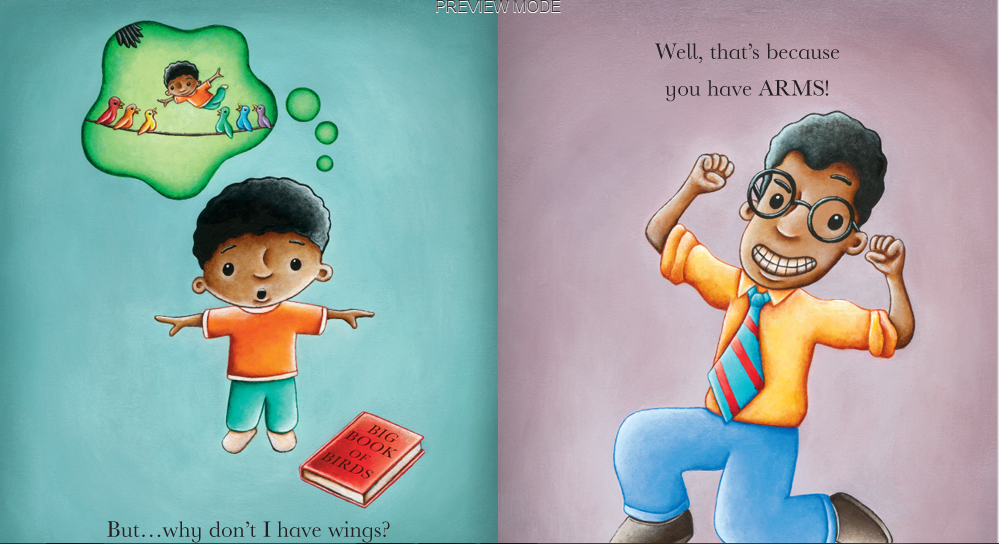 PREVIEW MODE
BIG
BOOK
OF
BIRDS
But…why don't I have wings?
Well, that's because
you have ARMS!